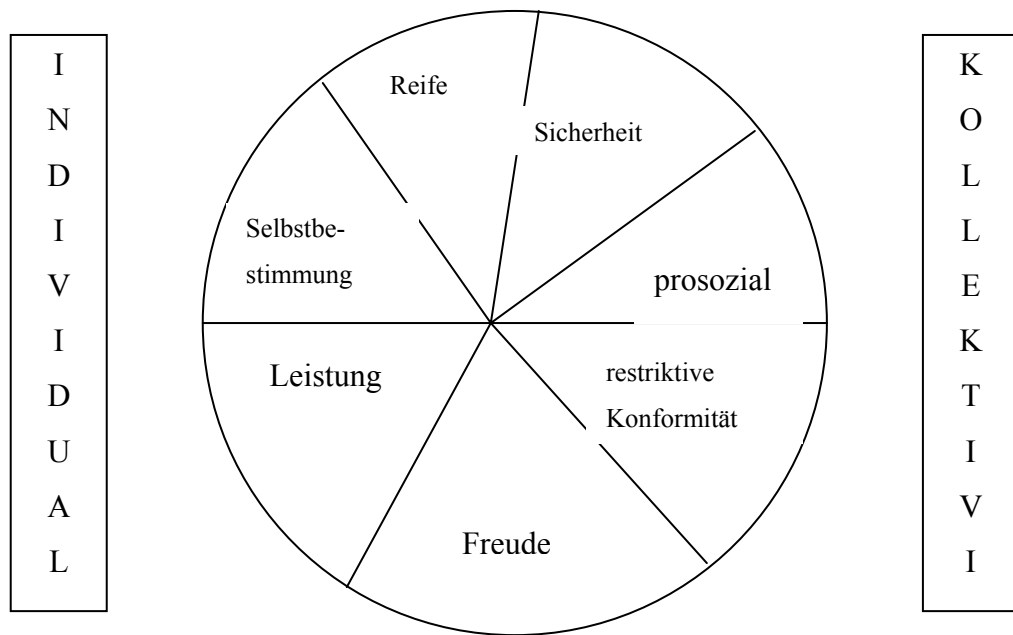 I
N
D
I
V
I
D
U
A
L
Reife
Sicherheit
Selbstbe-
stimmung
prosozial
Leistung
restriktive
Konformität
Freude
K
O
L
L
E
K
T
I
V
I